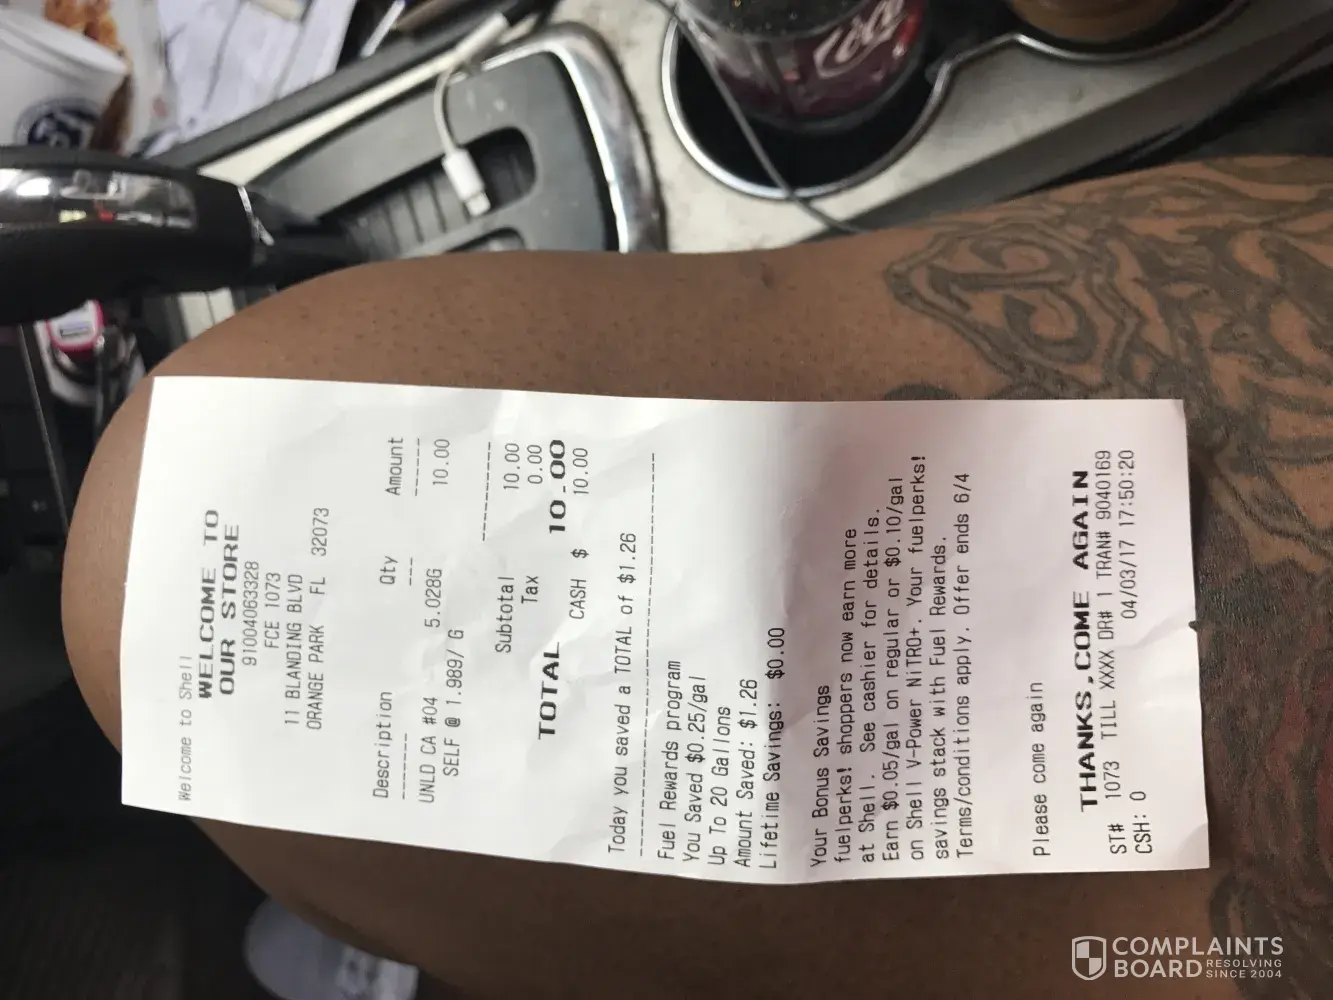 Welcome to Shell
WELCOME TO
OUR STORE
91004063328
FCE 1073
11 BLANDING BLVD
ORANGE PARK FL 32073
Description Qty Amount
----------- --- ------
UNLD CA #04 5.028G 10.00
SELF @ 1.989/ G
------------
Subtotal 10.00
Tax 0.00
TOTAL 10.00
CASH $ 10.00
Today you saved a TOTAL of $1.26
--------------------------------
Fuel Rewards program
You Saved $0.25/gal
Up To 20 Gallons
Amount Saved: $1.26
Lifetime Savings: $0.00
Your Bonus Savings
fuelperks! shoppers now earn more
at Shell. See cashier for details.
Earn $0.05/gal on regular or $0.10/gal
on Shell V-Power NiTRO+. Your fuelperks!
savings stack with Fuel Rewards.
Terms/conditions apply. Offer ends 6/4
Please come again
THANKS,COME AGAIN
ST# 1073 TILL XXXX DR# 1 TRAN# 9040169
CSH: 0 04/03/17 17:50:20
COMPLAINTS
BOARD RESOLVING
SINCE 2004